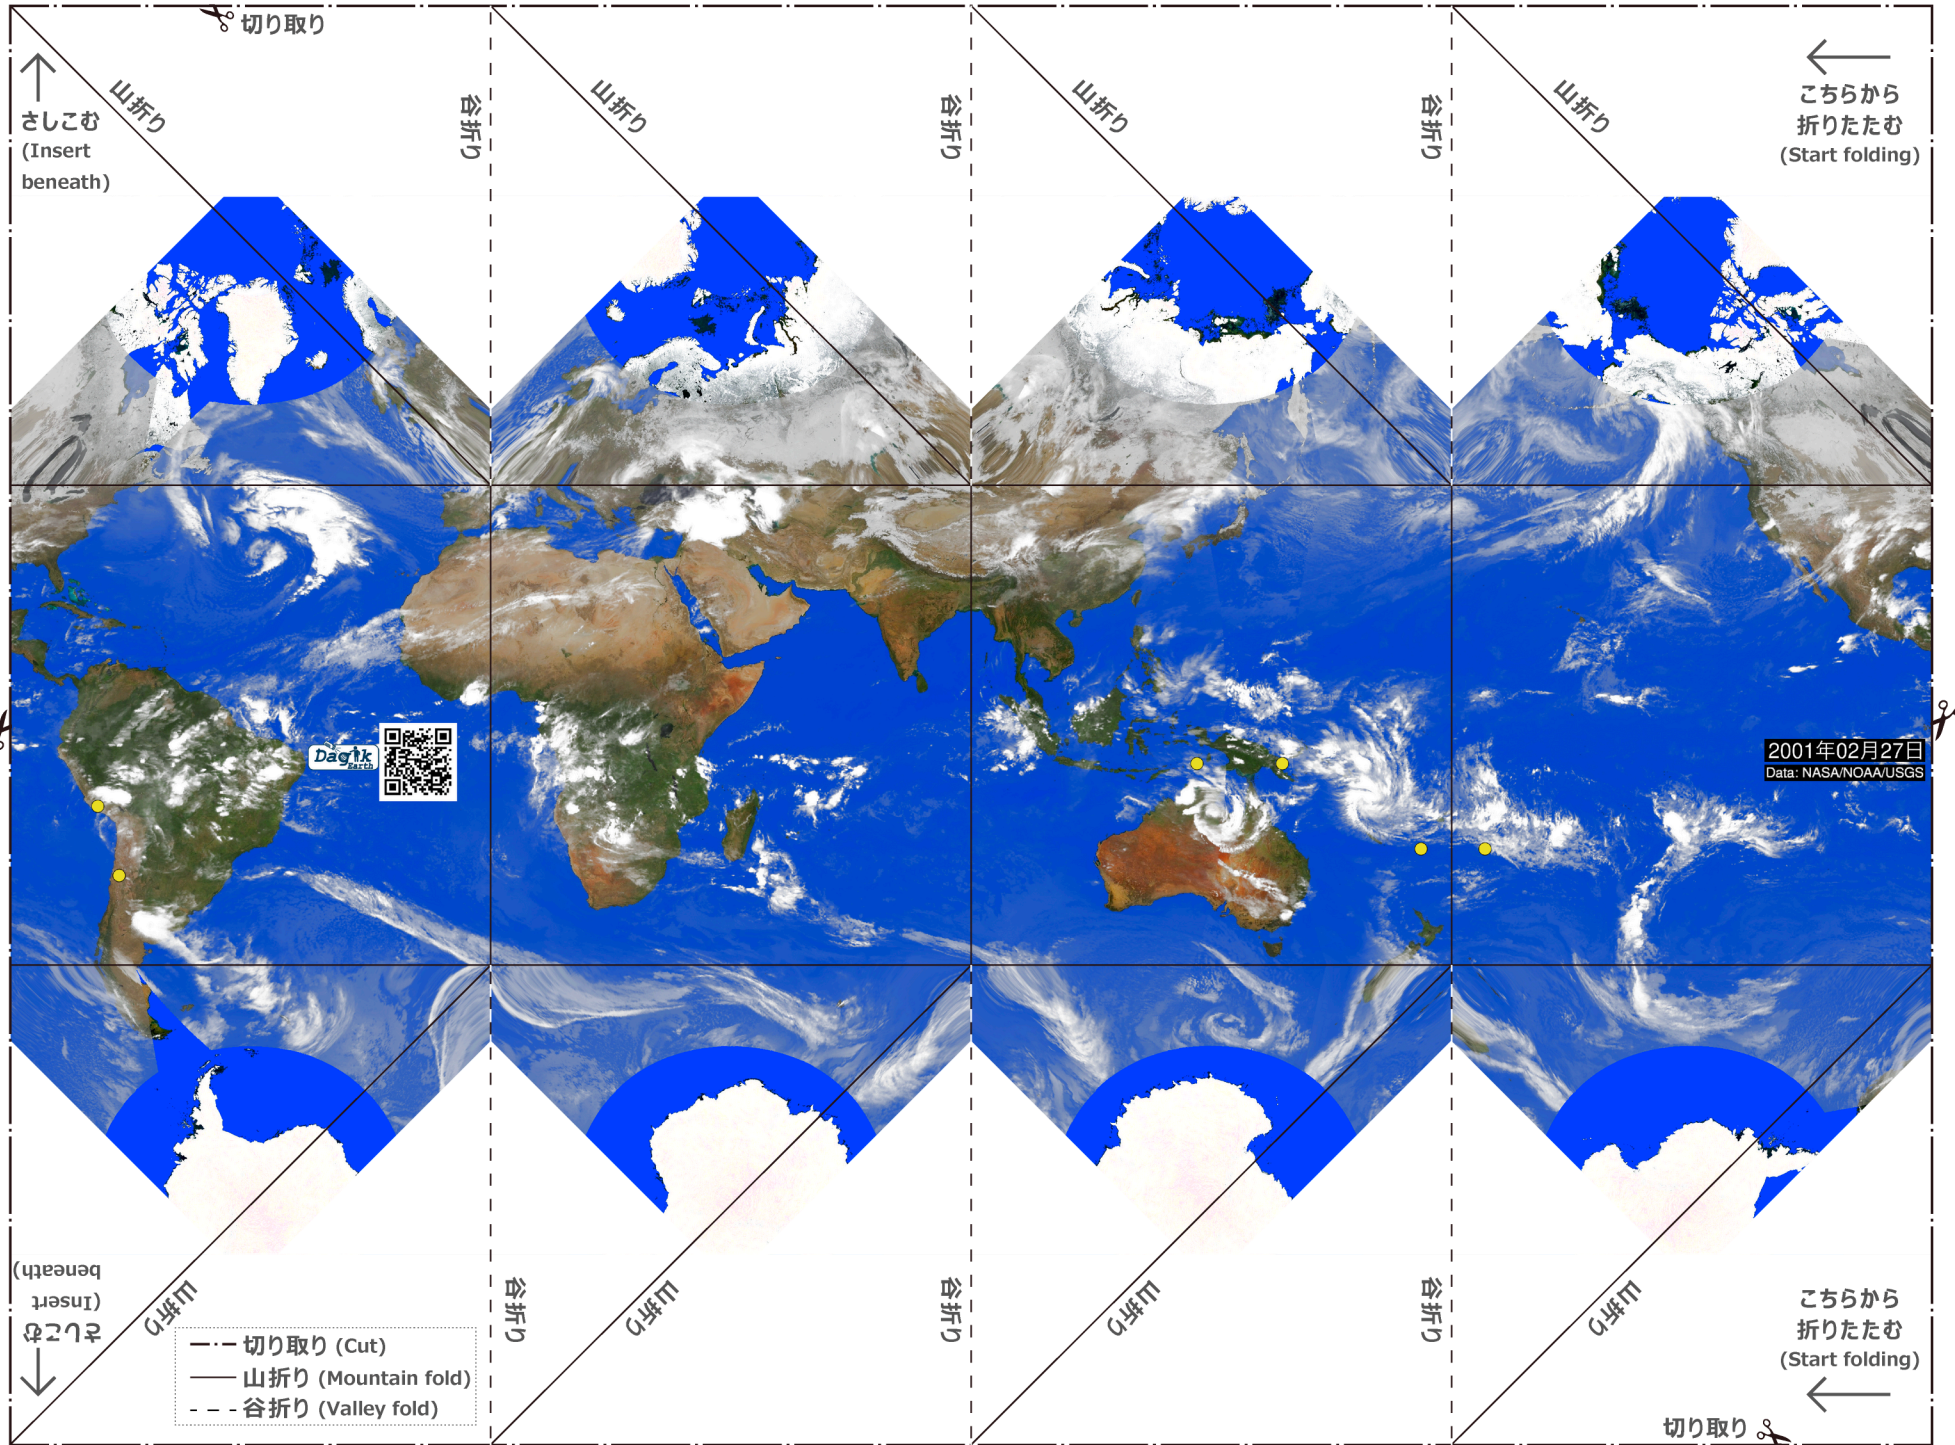 切り取り
さしこむ
(Insert
beneath)
山折り
谷折り
山折り
谷折り
山折り
谷折り
山折り
こちらから
折りたたむ
(Start folding)
Dagik
Earth
2001年02月27日
Data: NASA/NOAA/USGS
さしこむ
(Insert
beneath)
山折り
谷折り
山折り
谷折り
山折り
谷折り
山折り
こちらから
折りたたむ
(Start folding)
切り取り (Cut)
山折り (Mountain fold)
谷折り (Valley fold)
切り取り